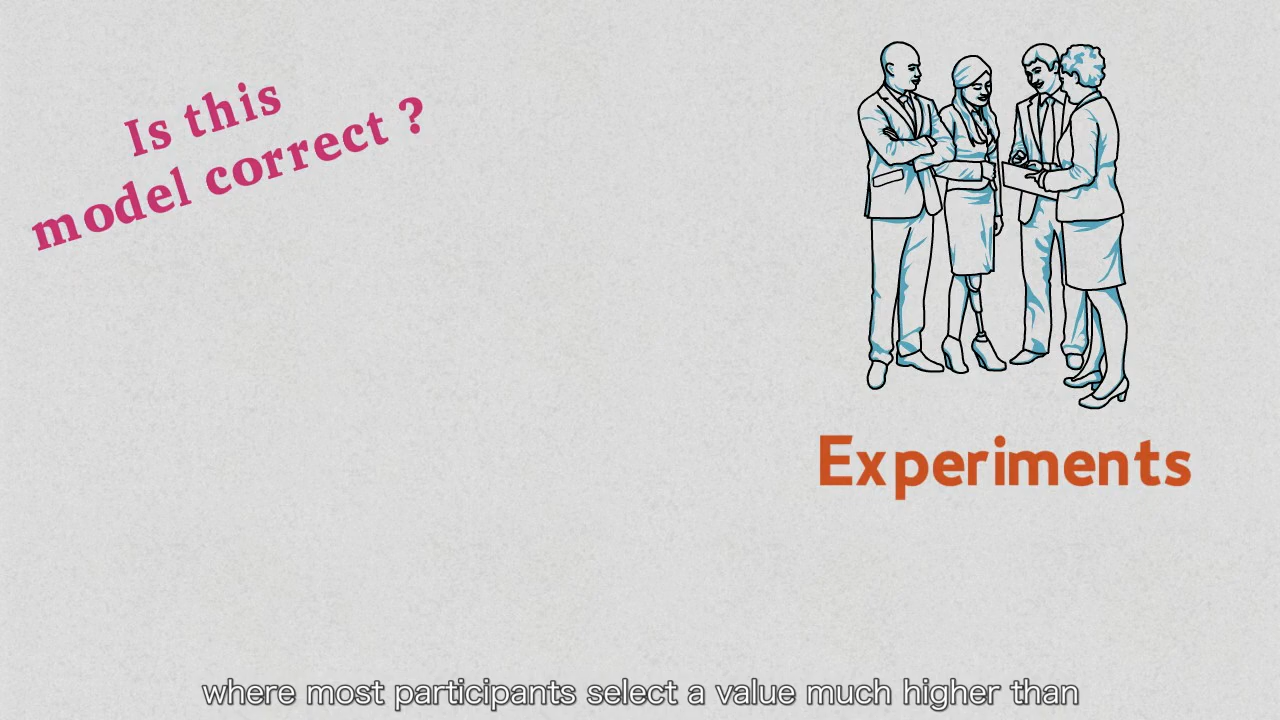 Is this
model correct ?
Experiments
where most participants select a value much higher than